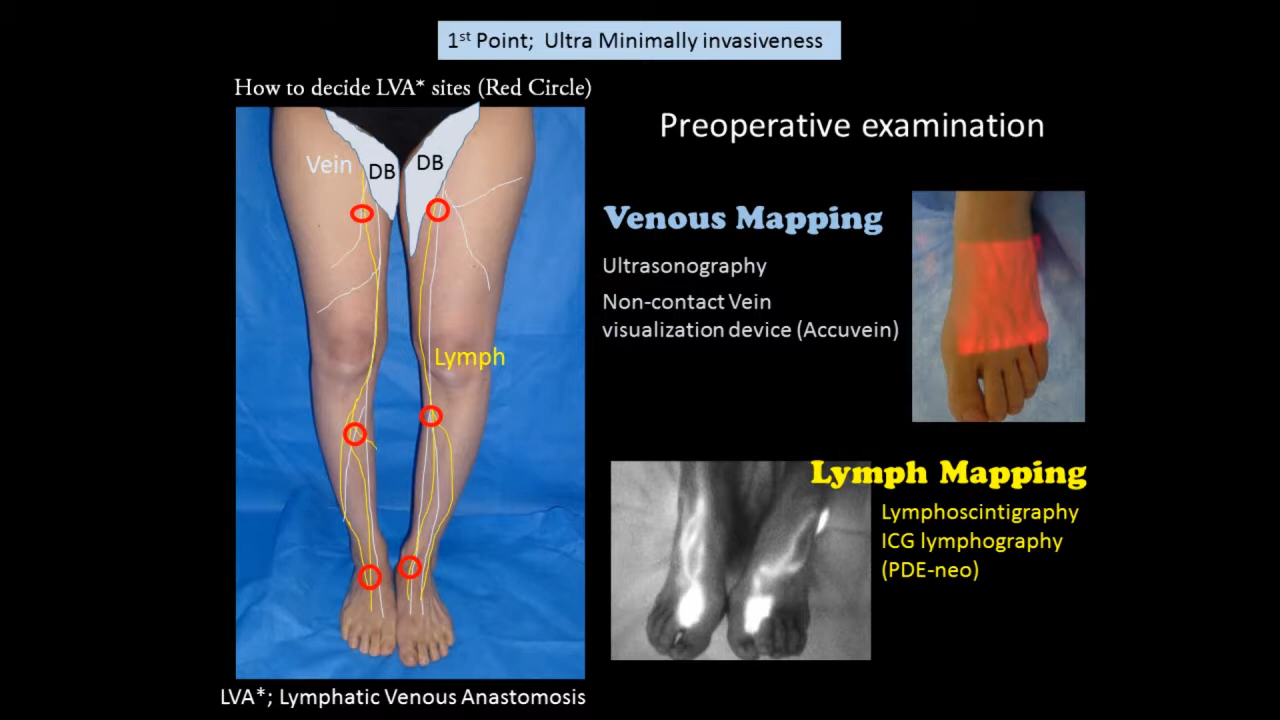 1st Point; Ultra Minimally invasiveness
How to decide LVA* sites (Red Circle)
Preoperative examination
Vein
DB
DB
Lymph
Venous Mapping
Ultrasonography
Non-contact Vein
visualization device (Accuvein)
Lymph Mapping
Lymphoscintigraphy
ICG lymphography
(PDE-neo)
LVA*; Lymphatic Venous Anastomosis